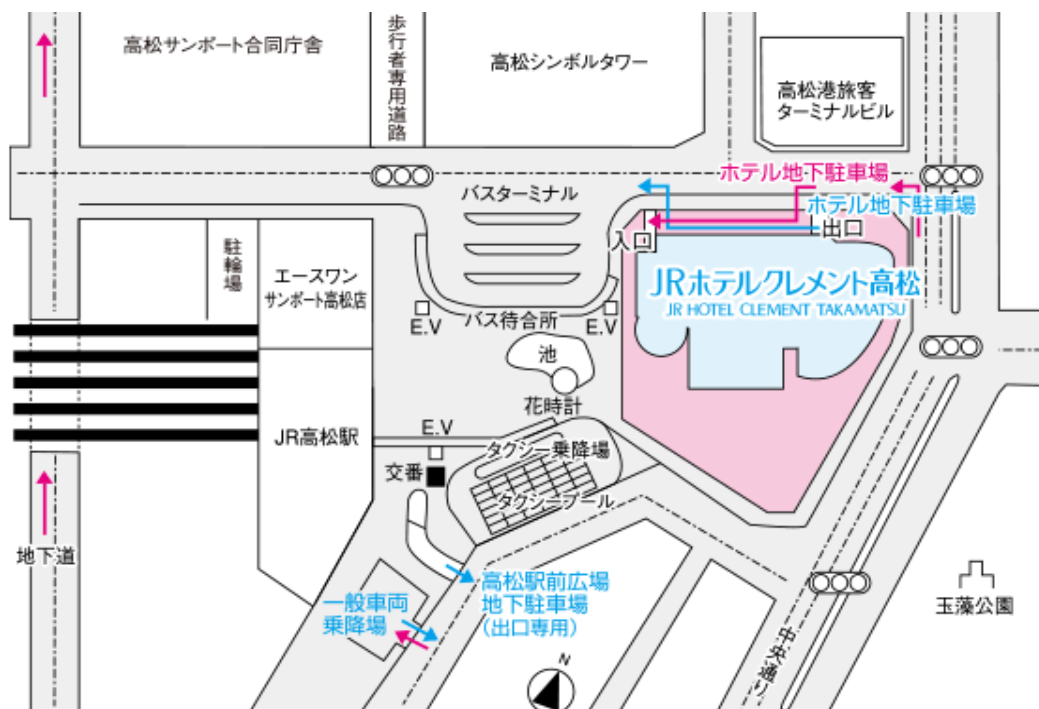 高松サンポート合同庁舎
歩行者専用道路
高松シンボルタワー
高松港旅客
ターミナルビル
ホテル地下駐車場
バスターミナル
ホテル地下駐車場
入口
出口
駐輪場
エースワン
サンポート高松店
JRホテルクレメント高松
JR HOTEL CLEMENT TAKAMATSU
E.V
バス待合所
E.V
池
花時計
JR高松駅
E.V
タクシー乗降場
交番
タクシープール
地下道
高松駅前広場
地下駐車場
(出口専用)
一般車両
乗降場
玉藻公園
中央通り
N